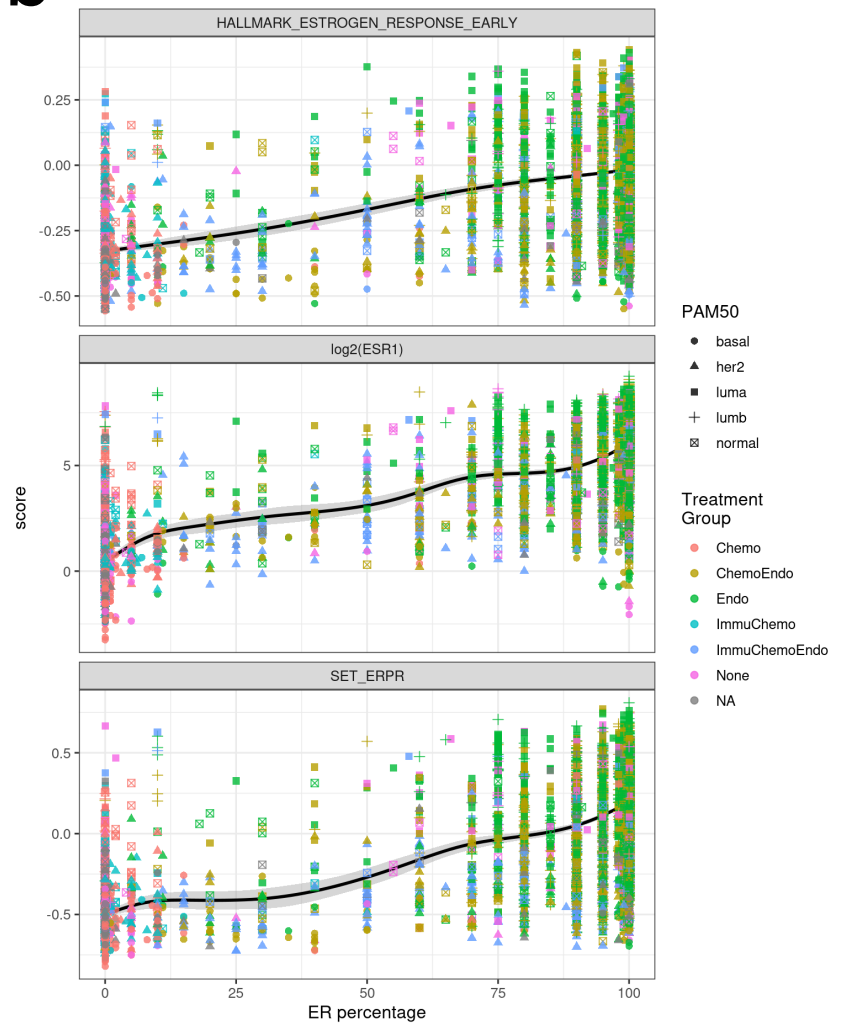 b
HALLMARK_ESTROGEN_RESPONSE_EARLY
0.25
0.00
-0.25
-0.50
log2(ESR1)
5
0
SET_ERPR
0.5
0.0
-0.5
0 25 50 75 100
ER percentage
score
PAM50
basal
her2
luma
lumb
normal
Treatment
Group
Chemo
ChemoEndo
Endo
ImmuChemo
ImmuChemoEndo
None
NA